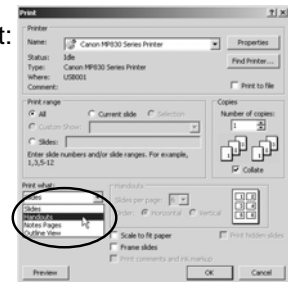 t:
Print
Printer
Name: Canon MP830 Series Printer Properties
Status: Idle
Type: Canon MP830 Series Printer Find Printer...
Where: USB001
Comment: Print to file
Print range
All Current slide Selection
Custom Show:
Slides:
Enter slide numbers and/or slide ranges. For example,
1,3,5-12
Copies
Number of copies:
1
Collate
Print what:
Slides
Slides
Handouts
Notes Pages
Outline View
Handouts
Slides per page: 6
Order: Horizontal Vertical
Scale to fit paper
Frame slides
Print comments and ink markup
Print hidden slides
Preview OK Cancel